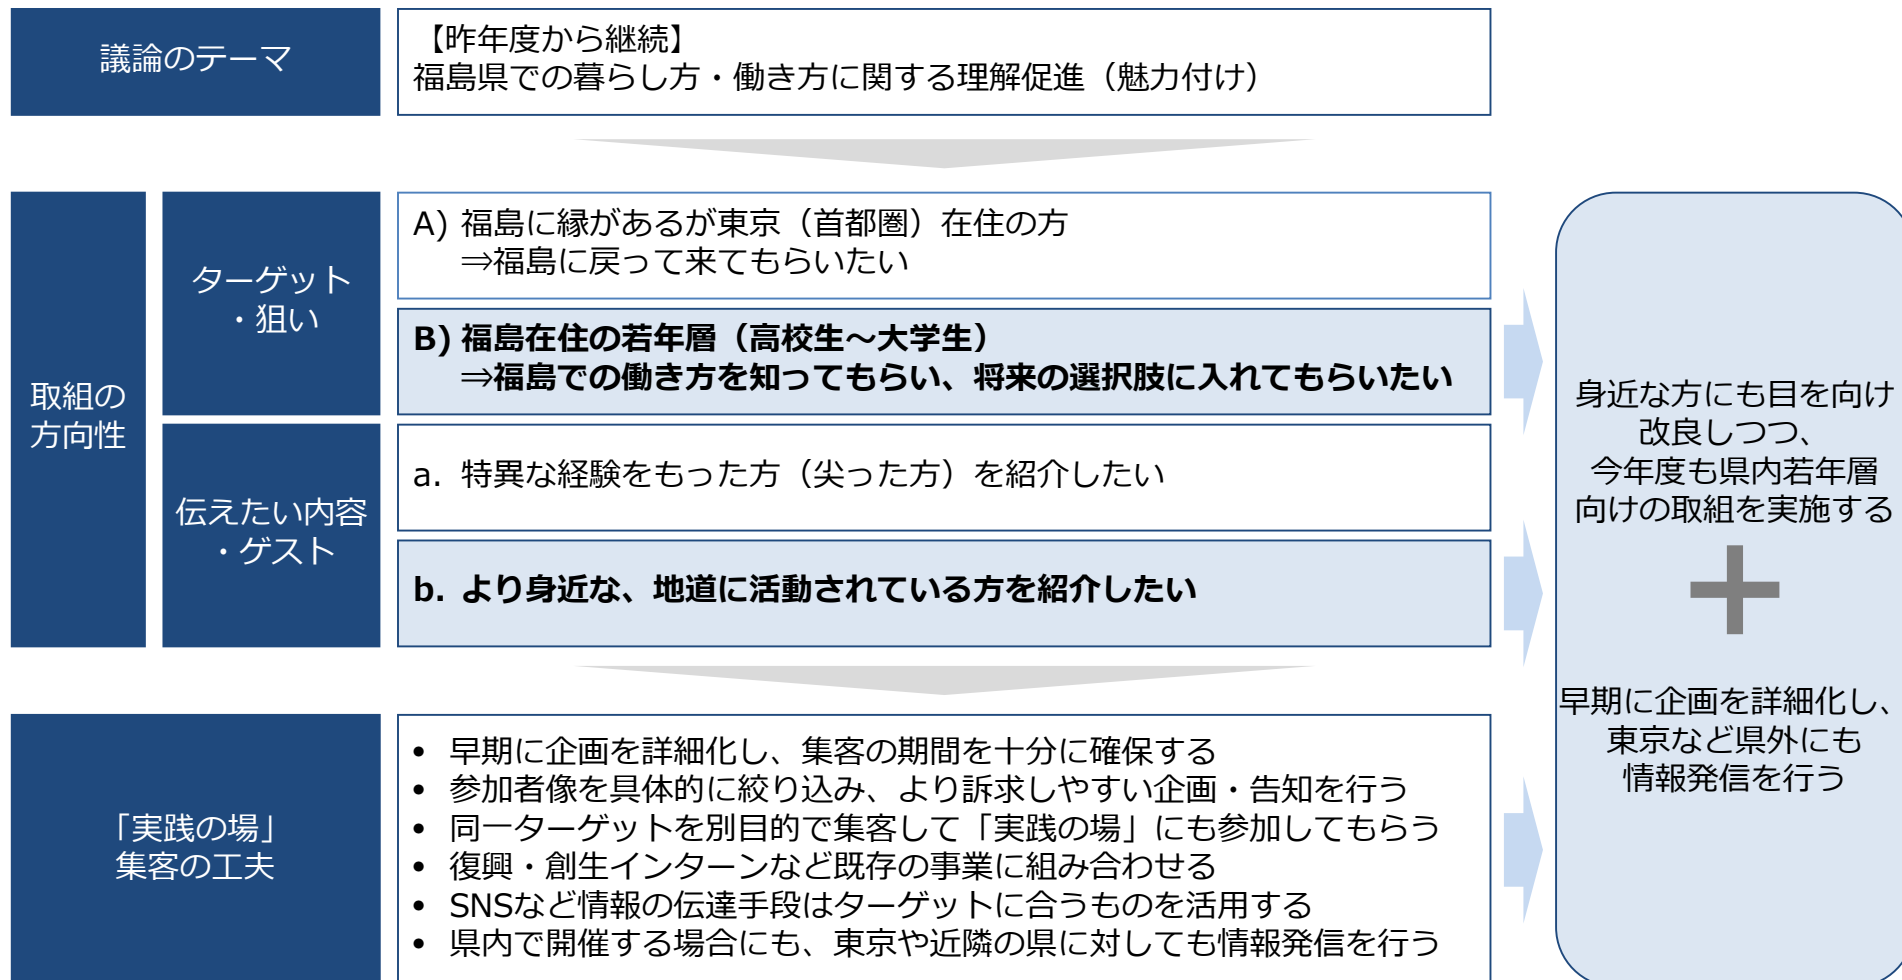 議論のテーマ
【昨年度から継続】
福島県での暮らし方・働き方に関する理解促進（魅力付け）
取組の
方向性
ターゲット
・狙い
A) 福島に縁があるが東京（首都圏）在住の方
⇒福島に戻って来てもらいたい
B) 福島在住の若年層（高校生～大学生）
⇒福島での働き方を知ってもらい、将来の選択肢に入れてもらいたい
伝えたい内容
・ゲスト
a. 特異な経験をもった方（尖った方）を紹介したい
b. より身近な、地道に活動されている方を紹介したい
「実践の場」
集客の工夫
• 早期に企画を詳細化し、集客の期間を十分に確保する
• 参加者像を具体的に絞り込み、より訴求しやすい企画・告知を行う
• 同一ターゲットを別目的で集客して「実践の場」にも参加してもらう
• 復興・創生インターンなど既存の事業に組み合わせる
• SNSなど情報の伝達手段はターゲットに合うものを活用する
• 県内で開催する場合にも、東京や近隣の県に対しても情報発信を行う
身近な方にも目を向け
改良しつつ、
今年度も県内若年層
向けの取組を実施する
+
早期に企画を詳細化し、
東京など県外にも
情報発信を行う